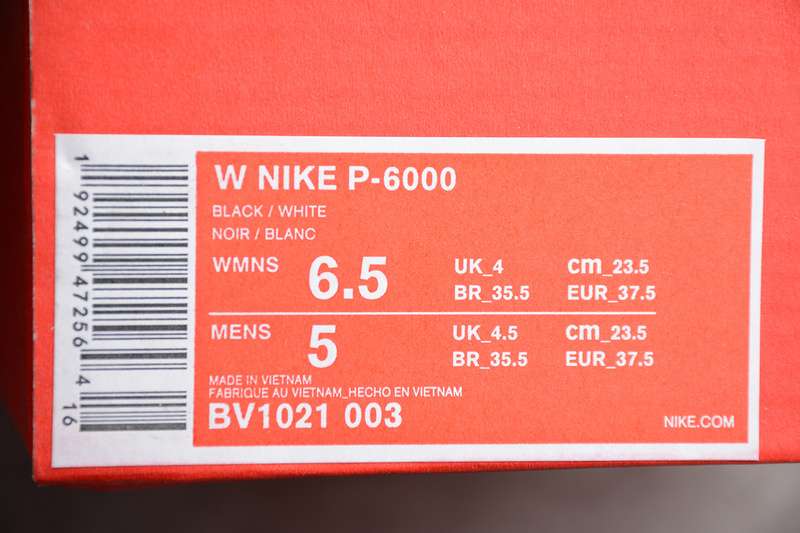 W NIKE P-6000
BLACK / WHITE
NOIR / BLANC
WMNS 6.5 UK_4 cm_23.5
BR_35.5 EUR_37.5
MENS 5 UK_4.5 cm_23.5
BR_35.5 EUR_37.5
MADE IN VIETNAM
FABRIQUE AU VIETNAM_HECHO EN VIETNAM
BV1021 003 NIKE.COM
1 92499 47256 4 16